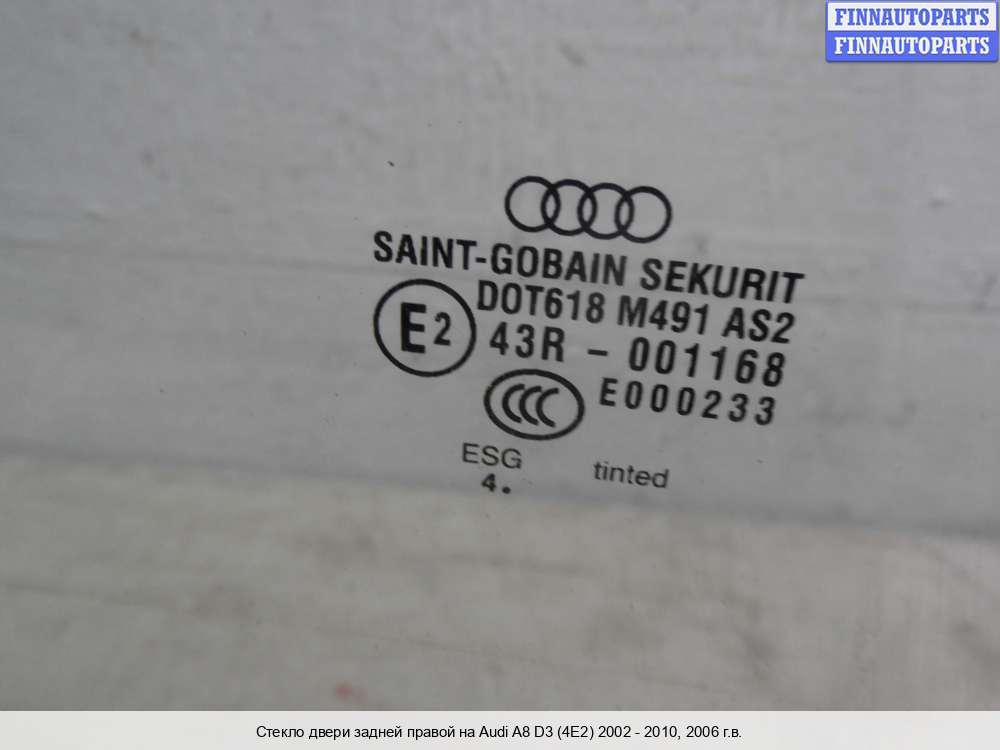 FINNAUTOPARTS
FINNAUTOPARTS
SAINT-GOBAIN SEKURIT
DOT618 M491 AS2
E2
43R - 001168
CCC
E000233
ESG
tinted
4.
Стекло двери задней правой на Audi A8 D3 (4E2) 2002 - 2010, 2006 г.в.